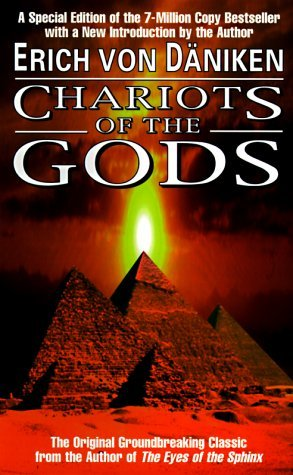 A Special Edition of the 7-Million Copy Bestseller
with a New Introduction by the Author
ERICH VON DÄNIKEN
CHARIOTS
OF THE
GODS
The Original Groundbreaking Classic
from the Author of The Eyes of the Sphinx